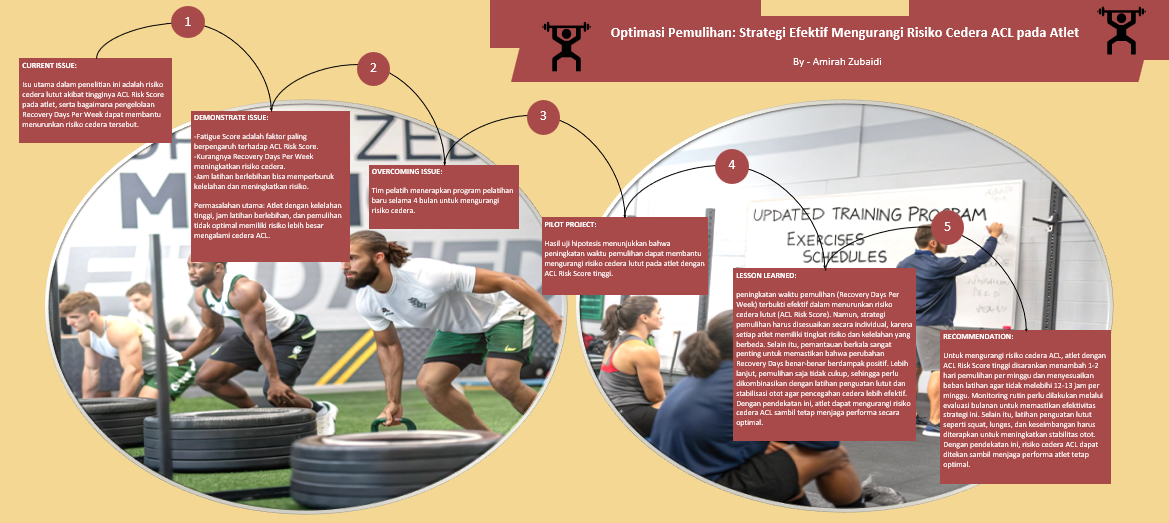 Optimasi Pemulihan: Strategi Efektif Mengurangi Risiko Cedera ACL pada Atlet
By - Amirah Zubaidi
1
CURRENT ISSUE:
Isu utama dalam penelitian ini adalah risiko
cedera lutut akibat tingginya ACL Risk Score
pada atlet, serta bagaimana pengelolaan
Recovery Days Per Week dapat membantu
menurunkan risiko cedera tersebut.
2
DEMONSTRATE ISSUE:
-Fatigue Score adalah faktor paling
berpengaruh terhadap ACL Risk Score.
-Kurangnya Recovery Days Per Week
meningkatkan risiko cedera.
-Jam latihan berlebihan bisa memperburuk
kelelahan dan meningkatkan risiko.
Permasalahan utama: Atlet dengan kelelahan
tinggi, jam latihan berlebihan, dan pemulihan
tidak optimal memiliki risiko lebih besar
mengalami cedera ACL.
3
OVERCOMING ISSUE:
Tim pelatih menerapkan program pelatihan
baru selama 4 bulan untuk mengurangi
risiko cedera.
4
PILOT PROJECT:
Hasil uji hipotesis menunjukkan bahwa
peningkatan waktu pemulihan dapat membantu
mengurangi risiko cedera lutut pada atlet dengan
ACL Risk Score tinggi.
UPDATED TRAINING PROGRAM
EXERCISES
SCHEDULES
5
LESSON LEARNED:
peningkatan waktu pemulihan (Recovery Days Per
Week) terbukti efektif dalam menurunkan risiko
cedera lutut (ACL Risk Score). Namun, strategi
pemulihan harus disesuaikan secara individual, karena
setiap atlet memiliki tingkat risiko dan kelelahan yang
berbeda. Selain itu, pemantauan berkala sangat
penting untuk memastikan bahwa perubahan
Recovery Days benar-benar berdampak positif. Lebih
lanjut, pemulihan saja tidak cukup, sehingga perlu
dikombinasikan dengan latihan penguatan lutut dan
stabilisasi otot agar pencegahan cedera lebih efektif.
Dengan pendekatan ini, atlet dapat mengurangi risiko
cedera ACL sambil tetap menjaga performa secara
optimal.
RECOMMENDATION:
Untuk mengurangi risiko cedera ACL, atlet dengan
ACL Risk Score tinggi disarankan menambah 1-2
hari pemulihan per minggu dan menyesuaikan
beban latihan agar tidak melebihi 12-13 jam per
minggu. Monitoring rutin perlu dilakukan melalui
evaluasi bulanan untuk memastikan efektivitas
strategi ini. Selain itu, latihan penguatan lutut
seperti squat, lunges, dan keseimbangan harus
diterapkan untuk meningkatkan stabilitas otot.
Dengan pendekatan ini, risiko cedera ACL dapat
ditekan sambil menjaga performa atlet tetap
optimal.